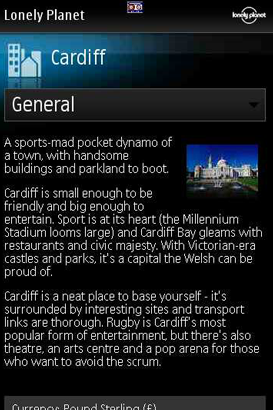 Lonely Planet
lonely planet
Cardiff
General
A sports-mad pocket dynamo of
a town, with handsome
buildings and parkland to boot.
Cardiff is small enough to be
friendly and big enough to
entertain. Sport is at its heart (the Millennium
Stadium looms large) and Cardiff Bay gleams with
restaurants and civic majesty. With Victorian-era
castles and parks, it's a capital the Welsh can be
proud of.
Cardiff is a neat place to base yourself - it's
surrounded by interesting sites and transport
links are thorough. Rugby is Cardiff's most
popular form of entertainment, but there's also
theatre, an arts centre and a pop arena for those
who want to avoid the scrum.
Currency: Pound Sterling (£)